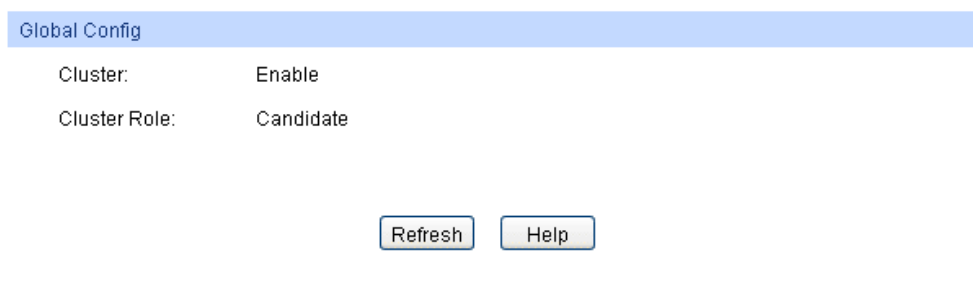 Global Config
Cluster: Enable
Cluster Role: Candidate
Refresh Help